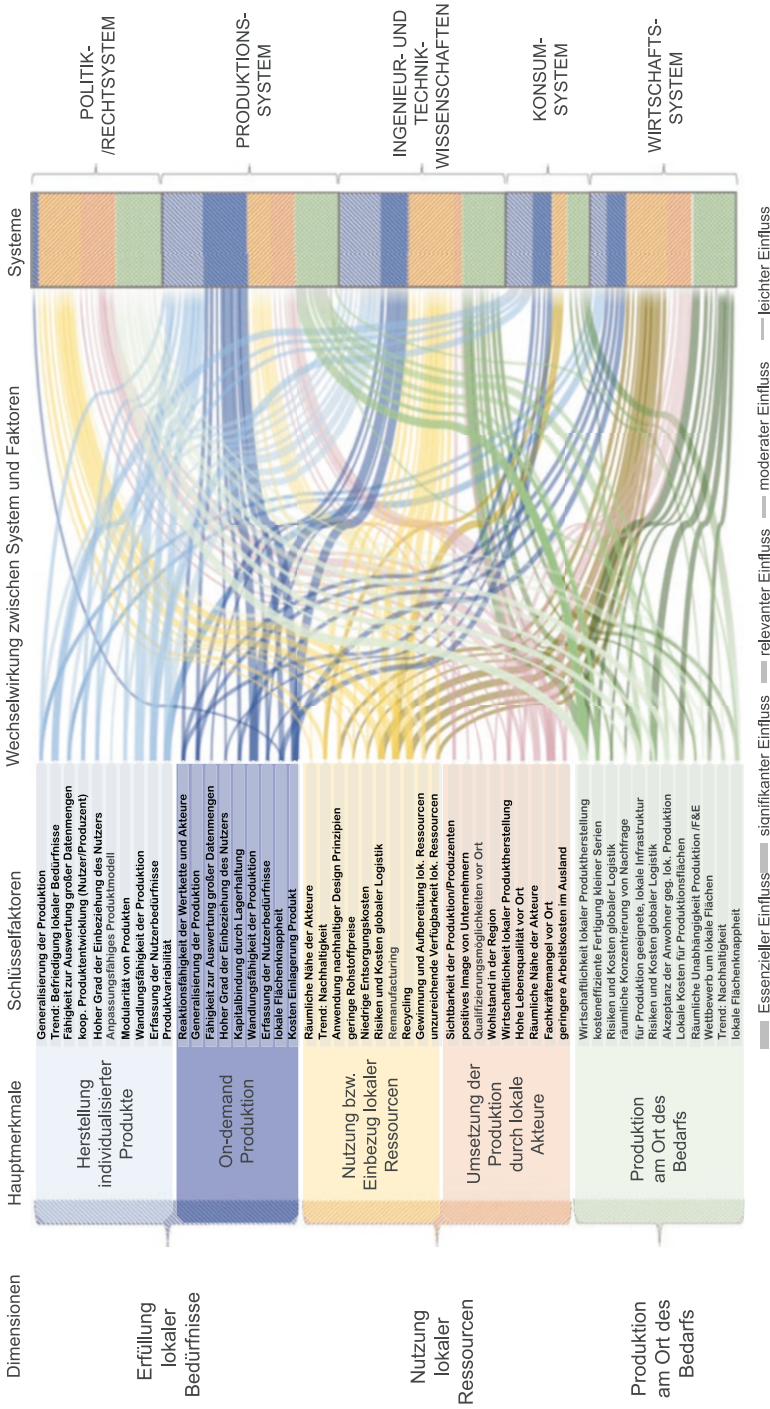 Dimensionen
Hauptmerkmale
Schlüsselfaktoren
Wechselwirkung zwischen System und Faktoren
Systeme
Erfüllung
lokaler
Bedürfnisse
Nutzung
lokaler
Ressourcen
Produktion
am Ort des
Bedarfs
Herstellung
individualisierter
Produkte
On-demand
Produktion
Nutzung bzw.
Einbezug lokaler
Ressourcen
Umsetzung der
Produktion
durch lokale
Akteure
Produktion
am Ort des
Bedarfs
Generalisierung der Produktion
Trend: Befriedigung lokaler Bedürfnisse
Fähigkeit zur Auswertung großer Datenmengen
koop. Produktentwicklung (Nutzer/Produzent)
Hoher Grad der Einbeziehung des Nutzers
Anpassungsfähiges Produktmodell
Modularität von Produkten
Wandlungsfähigkeit der Produktion
Erfassung der Nutzerbedürfnisse
Produktvariabilität
Reaktionsfähigkeit der Wertkette und Akteure
Generalisierung der Produktion
Fähigkeit zur Auswertung großer Datenmengen
Hoher Grad der Einbeziehung des Nutzers
Kapitalbindung durch Lagerhaltung
Wandlungsfähigkeit der Produktion
Erfassung der Nutzerbedürfnisse
lokale Flächenknappheit
Kosten Einlagerung Produkt
Räumliche Nähe der Akteure
Trend: Nachhaltigkeit
Anwendung nachhaltiger Design Prinzipien
geringe Rohstoffpreise
Niedrige Entsorgungskosten
Risiken und Kosten globaler Logistik
Remanufacturing
Recycling
Gewinnung und Aufbereitung lok. Ressourcen
unzureichende Verfügbarkeit lok. Ressourcen
Sichtbarkeit der Produktion/Produzenten
positives Image von Unternehmen
Qualifizierungsmöglichkeiten vor Ort
Wohlstand in der Region
Wirtschaftlichkeit lokaler Produktherstellung
Hohe Lebensqualität vor Ort
Räumliche Nähe der Akteure
Fachkräftemangel vor Ort
geringere Arbeitskosten im Ausland
Wirtschaftlichkeit lokaler Produktherstellung
kosteneffiziente Fertigung kleiner Serien
Risiken und Kosten globaler Logistik
räumliche Konzentrierung von Nachfrage
für Produktion geeignete, lokale Infrastruktur
Risiken und Kosten globaler Logistik
Akzeptanz der Anwohner geg. lok. Produktion
Lokale Kosten für Produktionsflächen
Räumliche Unabhängigkeit Produktion /F&E
Wettbewerb um lokale Flächen
Trend: Nachhaltigkeit
lokale Flächenknappheit
POLITIK-
/RECHTSYSTEM
PRODUKTIONS-
SYSTEM
INGENIEUR- UND
TECHNIK-
WISSENSCHAFTEN
KONSUM-
SYSTEM
WIRTSCHAFTS-
SYSTEM
Essenzieller Einfluss
signifikanter Einfluss
relevanter Einfluss
moderater Einfluss
leichter Einfluss